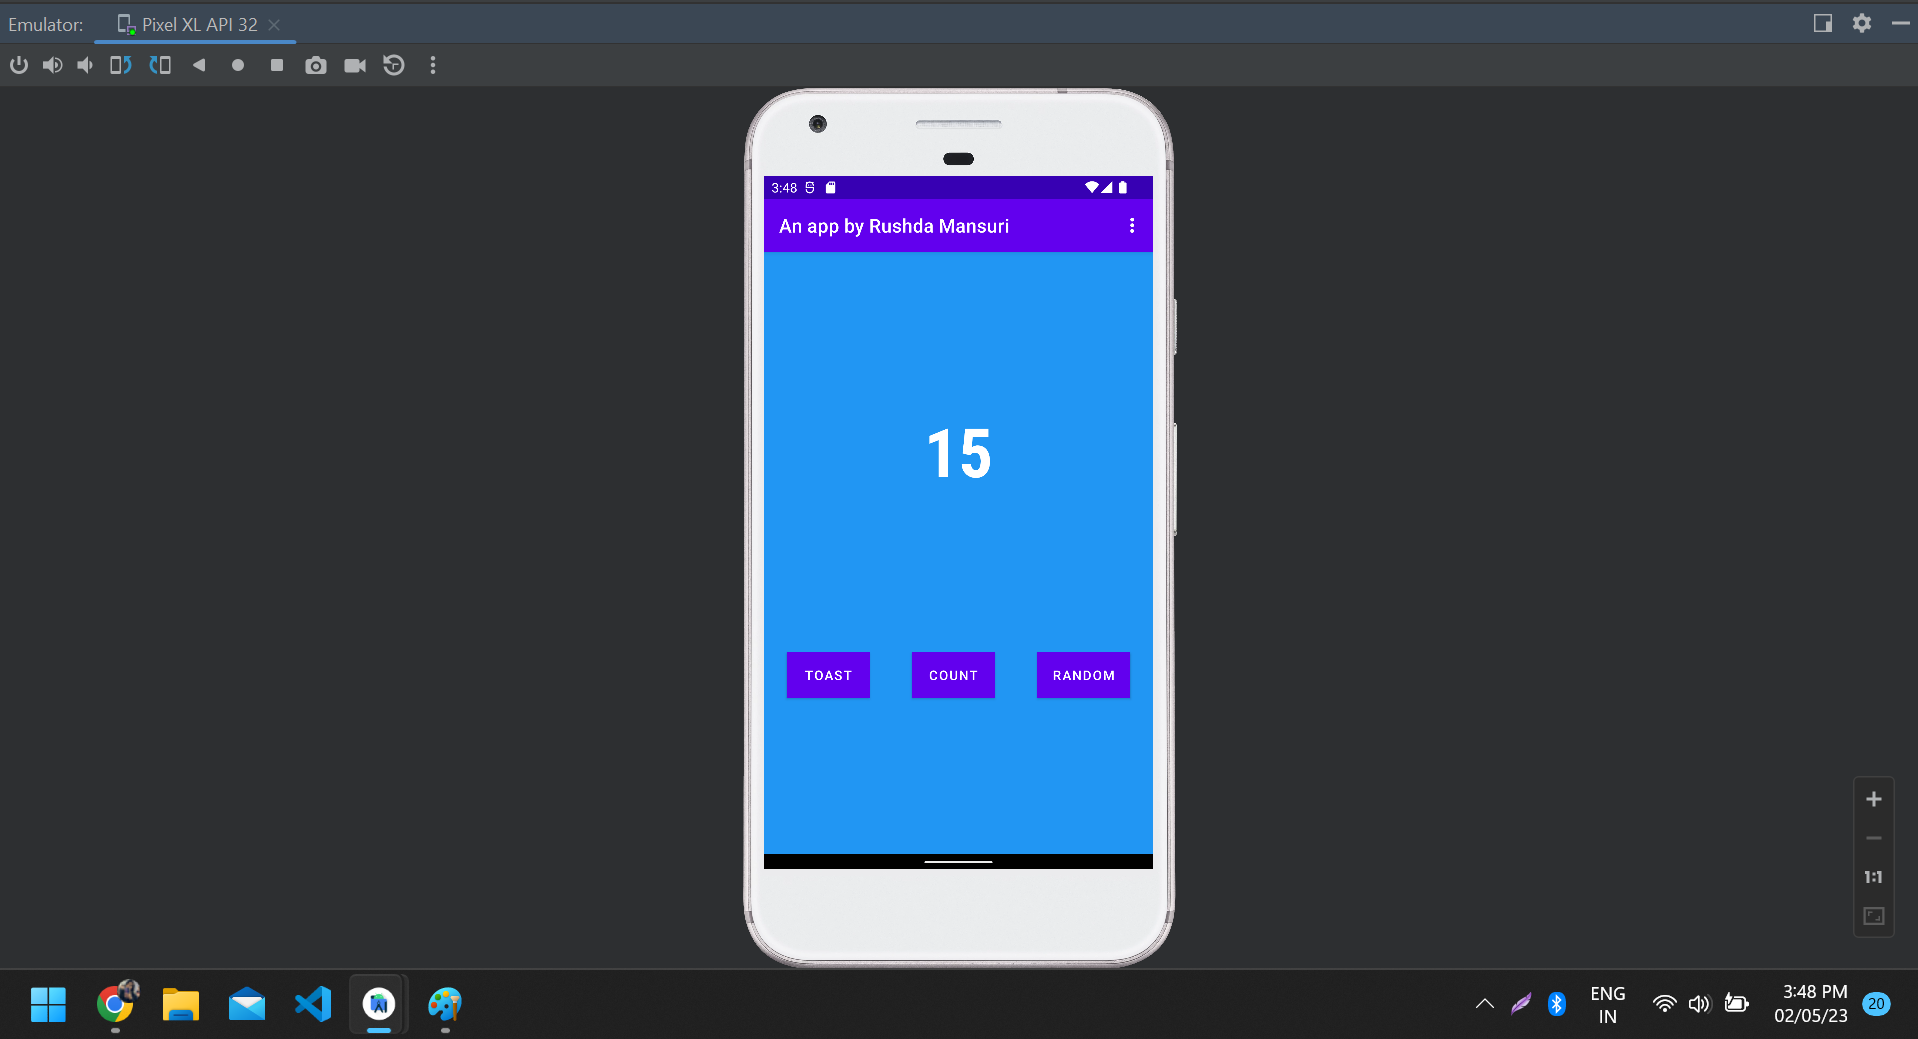 Emulator: Pixel XL API 32
3:48
An app by Rushda Mansuri
15
TOAST COUNT RANDOM
1:1
ENG
IN
3:48 PM
02/05/23
20